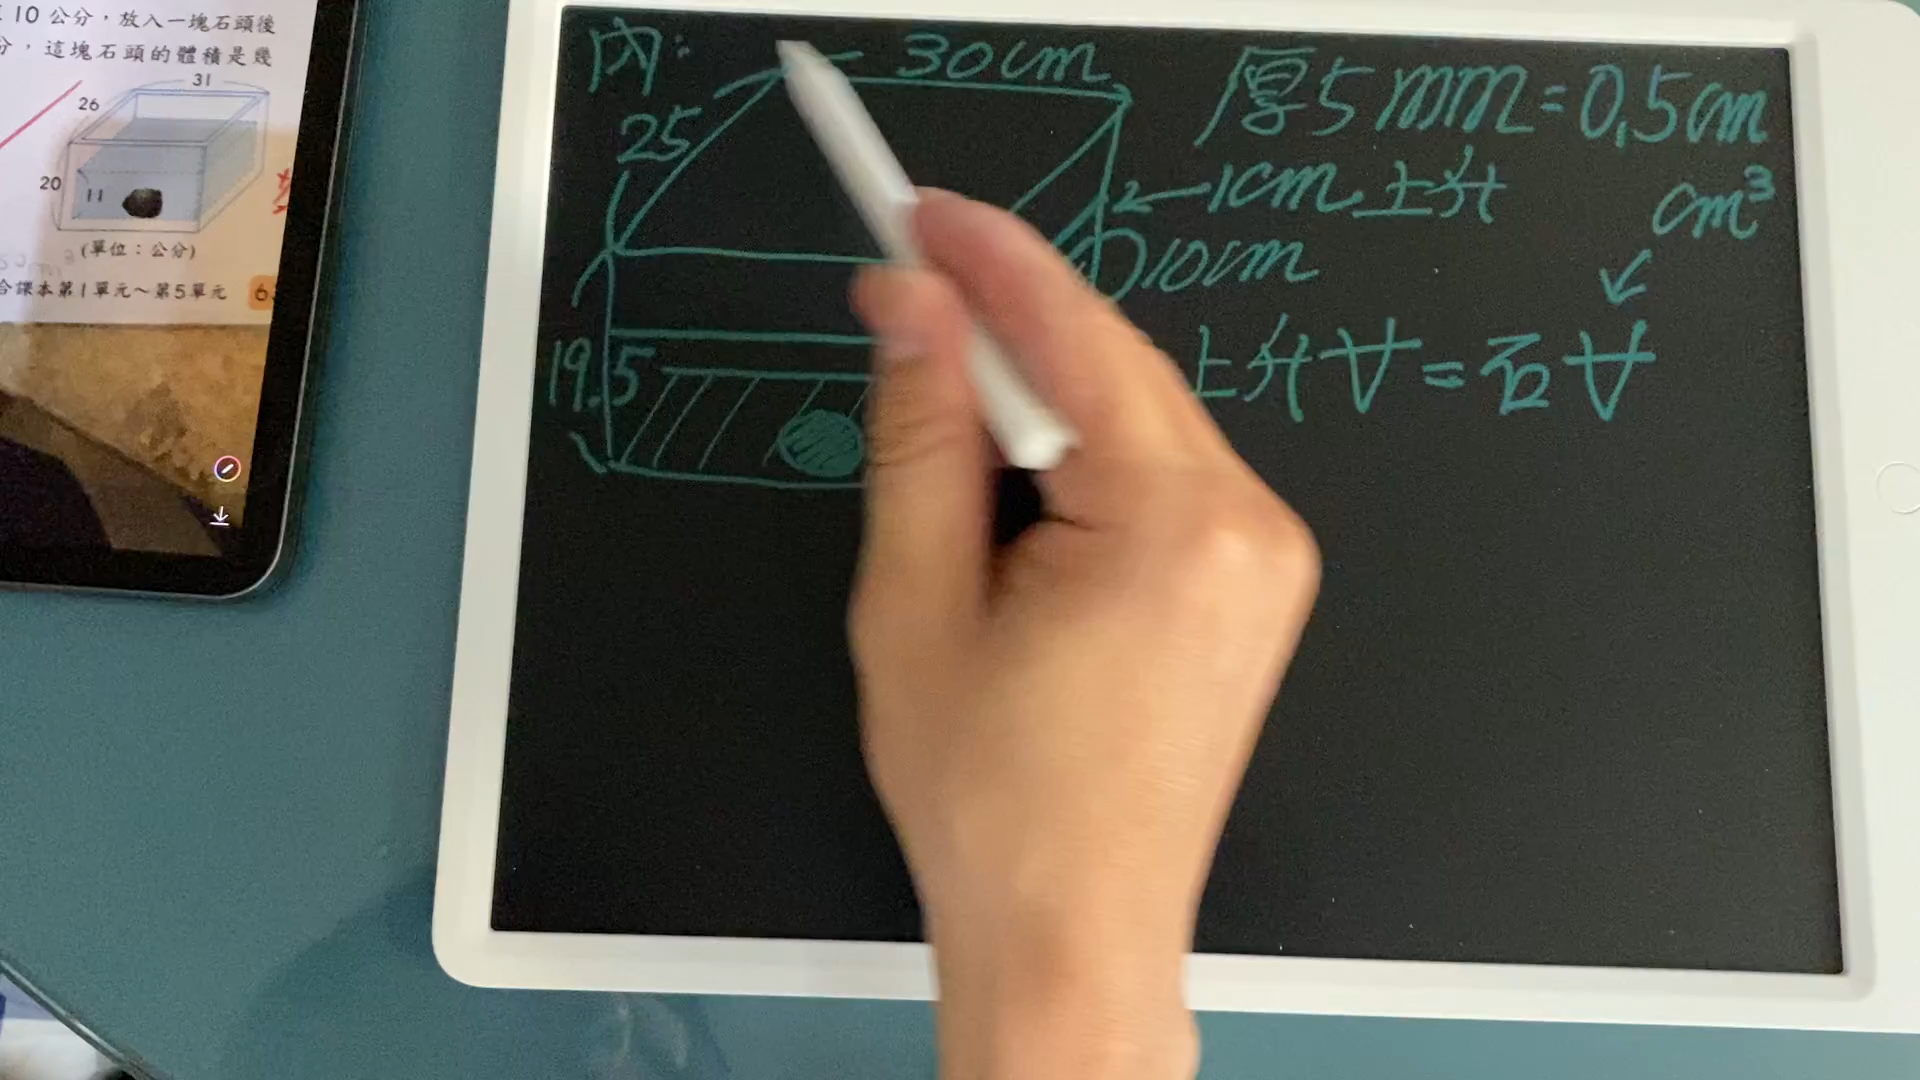 10 公分，放入一塊石頭後
分，這塊石頭的體積是幾
31
26
20
11
(單位：公分)
合課本第1單元～第5單元 6
內：
30cm
25
19.5
厚5mm=0.5cm
1cm上升
10cm
cm³
上升V=石V